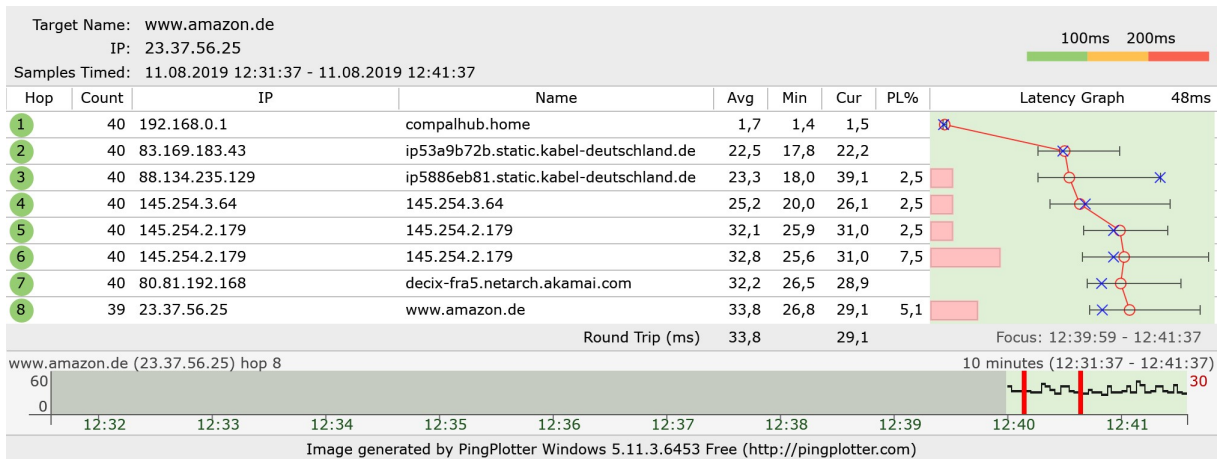 Target Name: www.amazon.de
IP: 23.37.56.25
Samples Timed: 11.08.2019 12:31:37 - 11.08.2019 12:41:37
100ms 200ms
Hop Count IP Name Avg Min Cur PL% Latency Graph 48ms
1 40 192.168.0.1 compalhub.home 1,7 1,4 1,5
2 40 83.169.183.43 ip53a9b72b.static.kabel-deutschland.de 22,5 17,8 22,2
3 40 88.134.235.129 ip5886eb81.static.kabel-deutschland.de 23,3 18,0 39,1 2,5
4 40 145.254.3.64 145.254.3.64 25,2 20,0 26,1 2,5
5 40 145.254.2.179 145.254.2.179 32,1 25,9 31,0 2,5
6 40 145.254.2.179 145.254.2.179 32,8 25,6 31,0 7,5
7 40 80.81.192.168 decix-fra5.netarch.akamai.com 32,2 26,5 28,9
8 39 23.37.56.25 www.amazon.de 33,8 26,8 29,1 5,1
Round Trip (ms) 33,8 29,1 Focus: 12:39:59 - 12:41:37
www.amazon.de (23.37.56.25) hop 8 10 minutes (12:31:37 - 12:41:37)
60 30
0
12:32 12:33 12:34 12:35 12:36 12:37 12:38 12:39 12:40 12:41
Image generated by PingPlotter Windows 5.11.3.6453 Free (http://pingplotter.com)